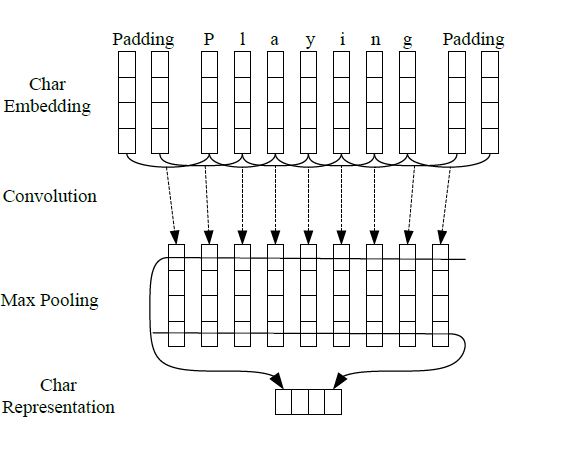 Padding P l a y i n g Padding
Char
Embedding
Convolution
Max Pooling
Char
Representation